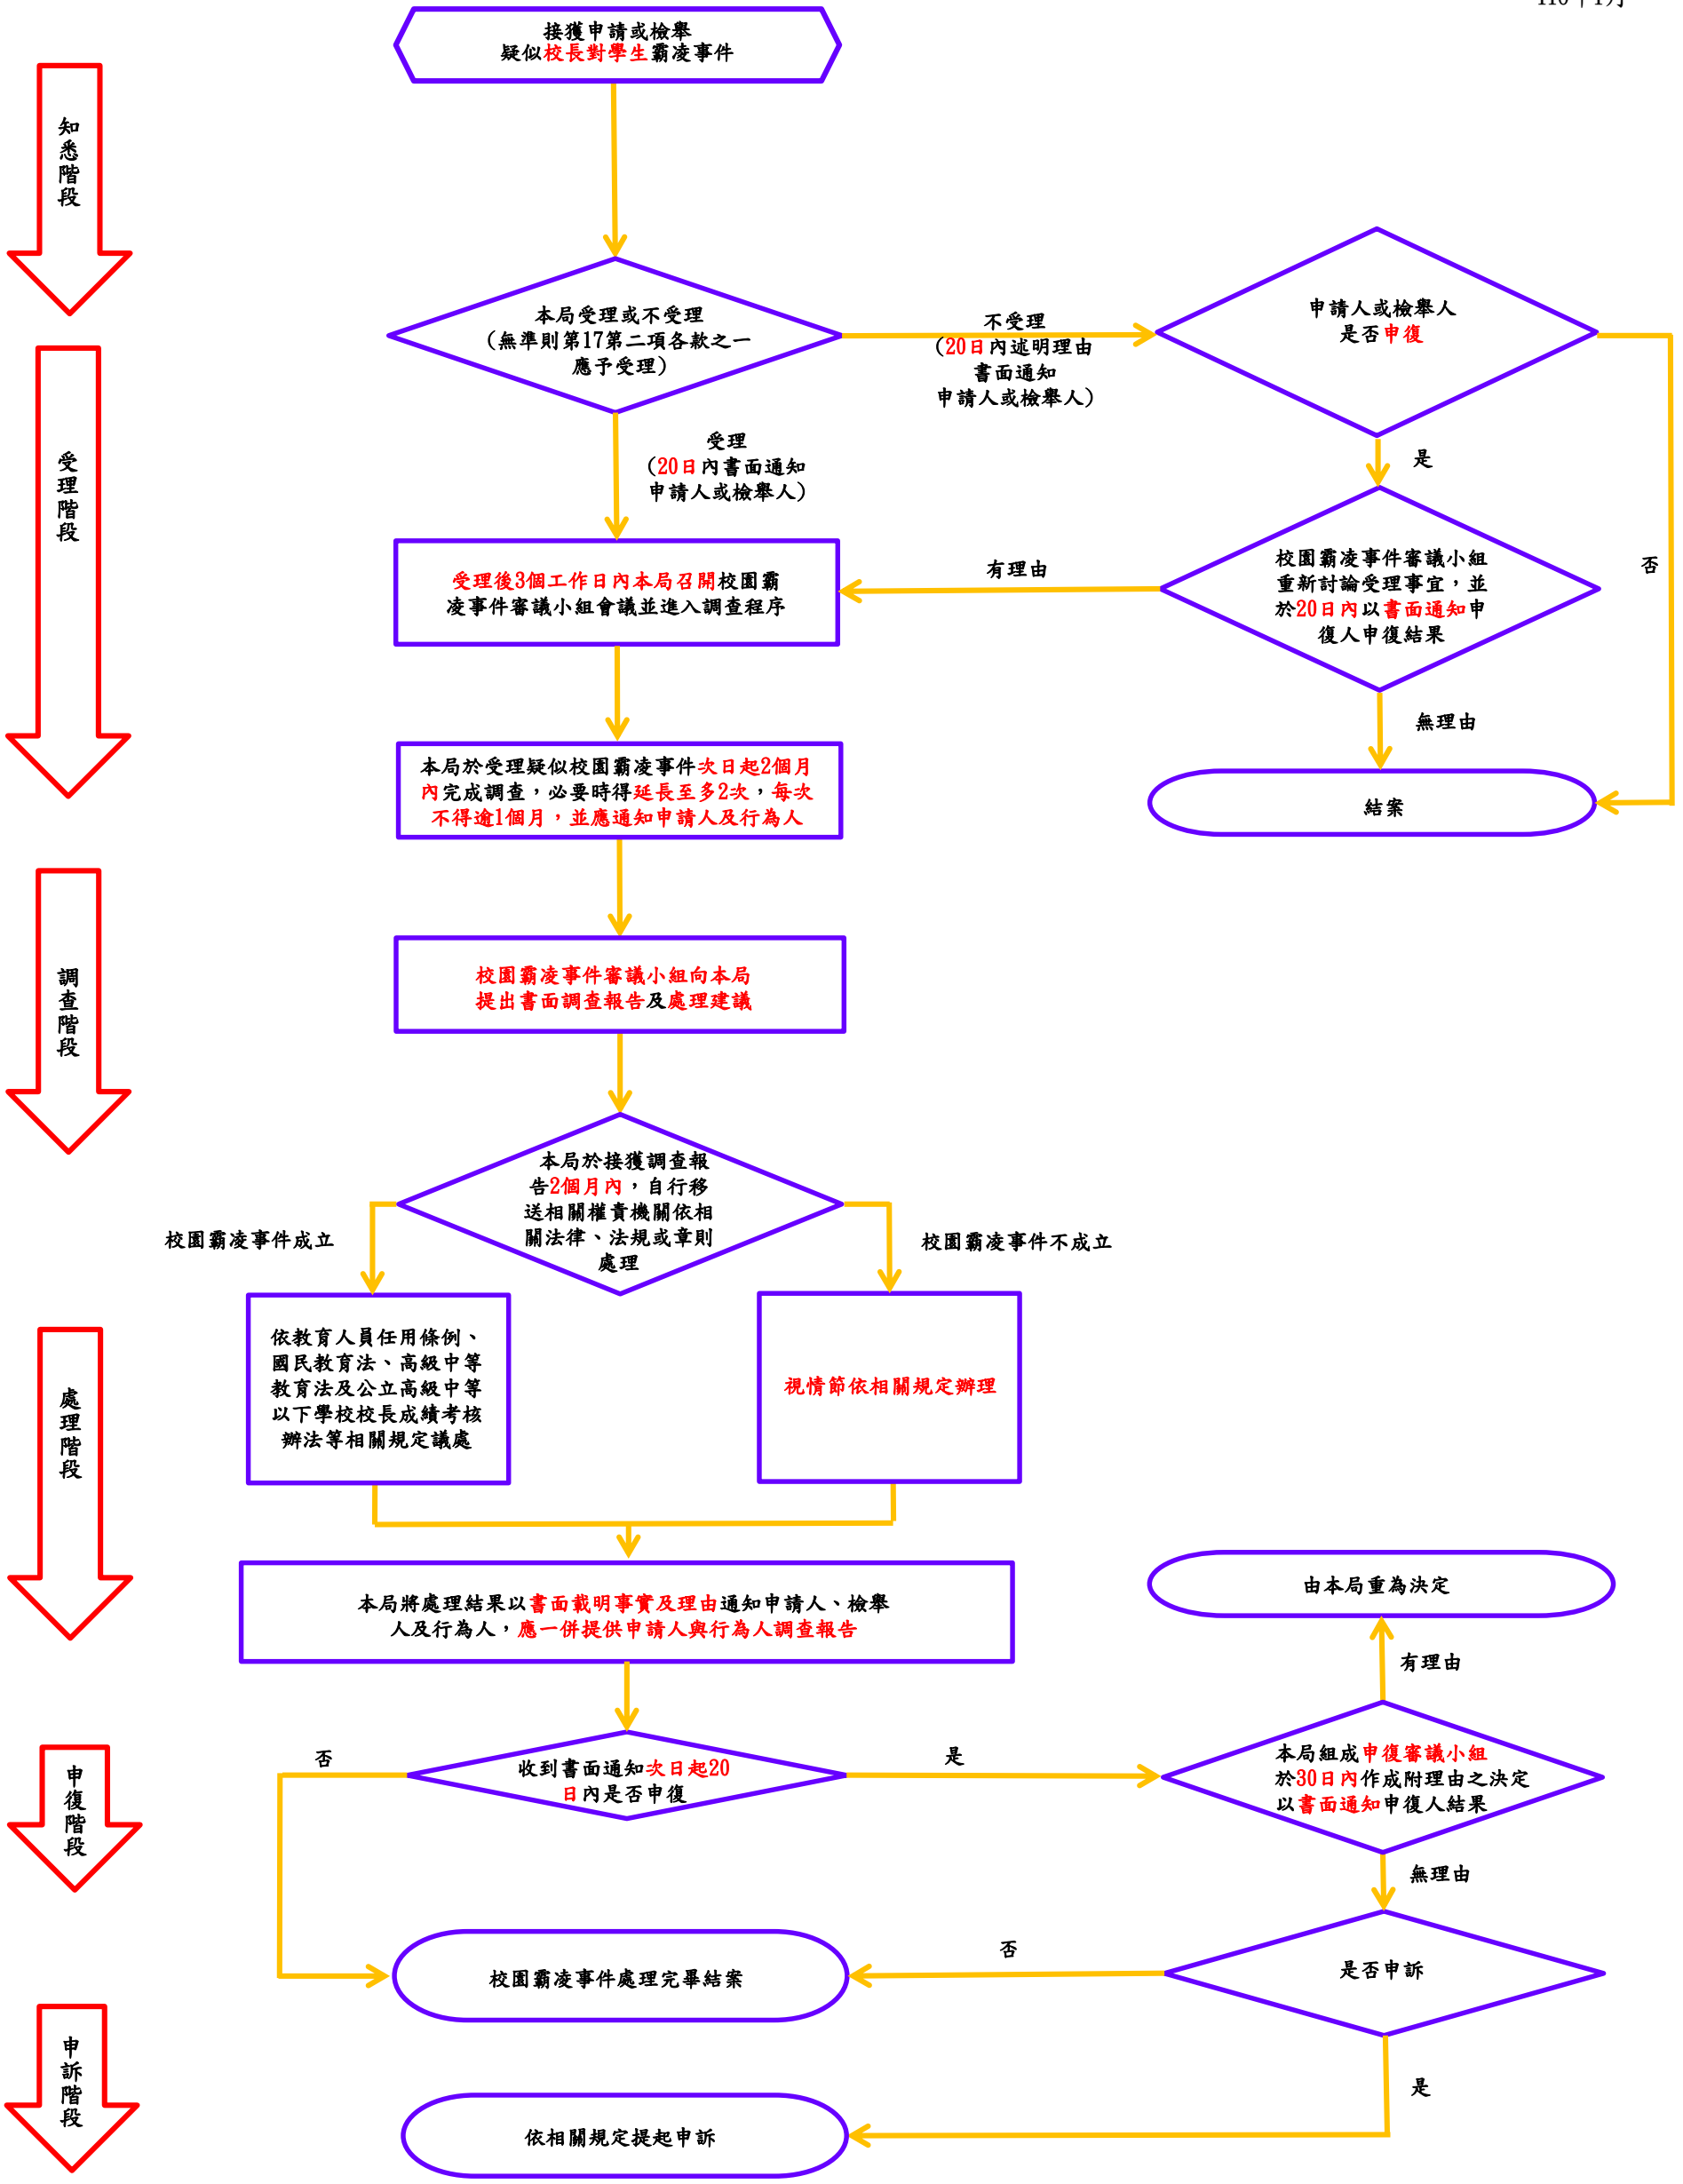 接獲申請或檢舉
疑似校長對學生霸凌事件
知悉階段
本局受理或不受理
(無準則第17第二項各款之一
應予受理)
不受理
(20日內述明理由
書面通知
申請人或檢舉人)
申請人或檢舉人
是否申復
受理
(20日內書面通知
申請人或檢舉人)
是
否
受理階段
受理後3個工作日內本局召開校園霸
凌事件審議小組會議並進入調查程序
有理由
校園霸凌事件審議小組
重新討論受理事宜，並
於20日內以書面通知申
復人申復結果
無理由
結案
本局於受理疑似校園霸凌事件次日起2個月
內完成調查，必要時得延長至多2次，每次
不得逾1個月，並應通知申請人及行為人
調查階段
校園霸凌事件審議小組向本局
提出書面調查報告及處理建議
本局於接獲調查報
告2個月內，自行移
送相關權責機關依相
關法律、法規或章則
處理
校園霸凌事件成立
校園霸凌事件不成立
處理階段
依教育人員任用條例、
國民教育法、高級中等
教育法及公立高級中等
以下學校校長成績考核
辦法等相關規定議處
視情節依相關規定辦理
本局將處理結果以書面載明事實及理由通知申請人、檢舉
人及行為人，應一併提供申請人與行為人調查報告
由本局重為決定
有理由
申復階段
否
收到書面通知次日起20
日內是否申復
是
本局組成申復審議小組
於30日內作成附理由之決定
以書面通知申復人結果
無理由
校園霸凌事件處理完畢結案
否
是否申訴
申訴階段
是
依相關規定提起申訴